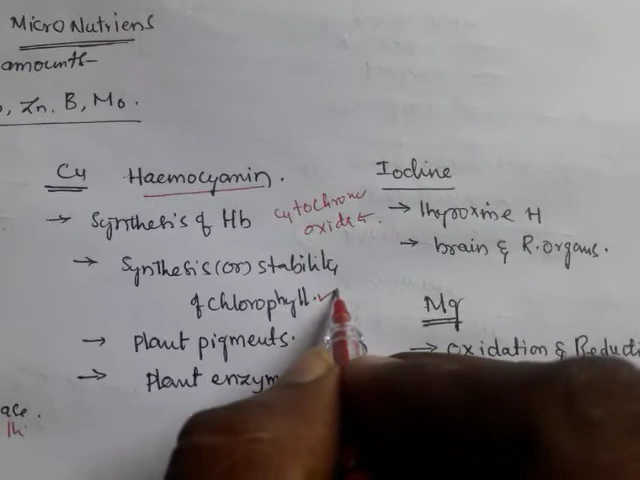 Micro Nutriens
amounts-
Zn. B, Mo.
Cu Haemocyanin.
→ Synthesis of Hb
cytochrome
oxidase
→ Synthesis (or) stability
of chlorophyll.
→ Plant pigments.
→ Plant enzym
Iodine
→ thyroxine H
→ brain & R.organs.
Mg
→ Oxidation & Reducti
ace.